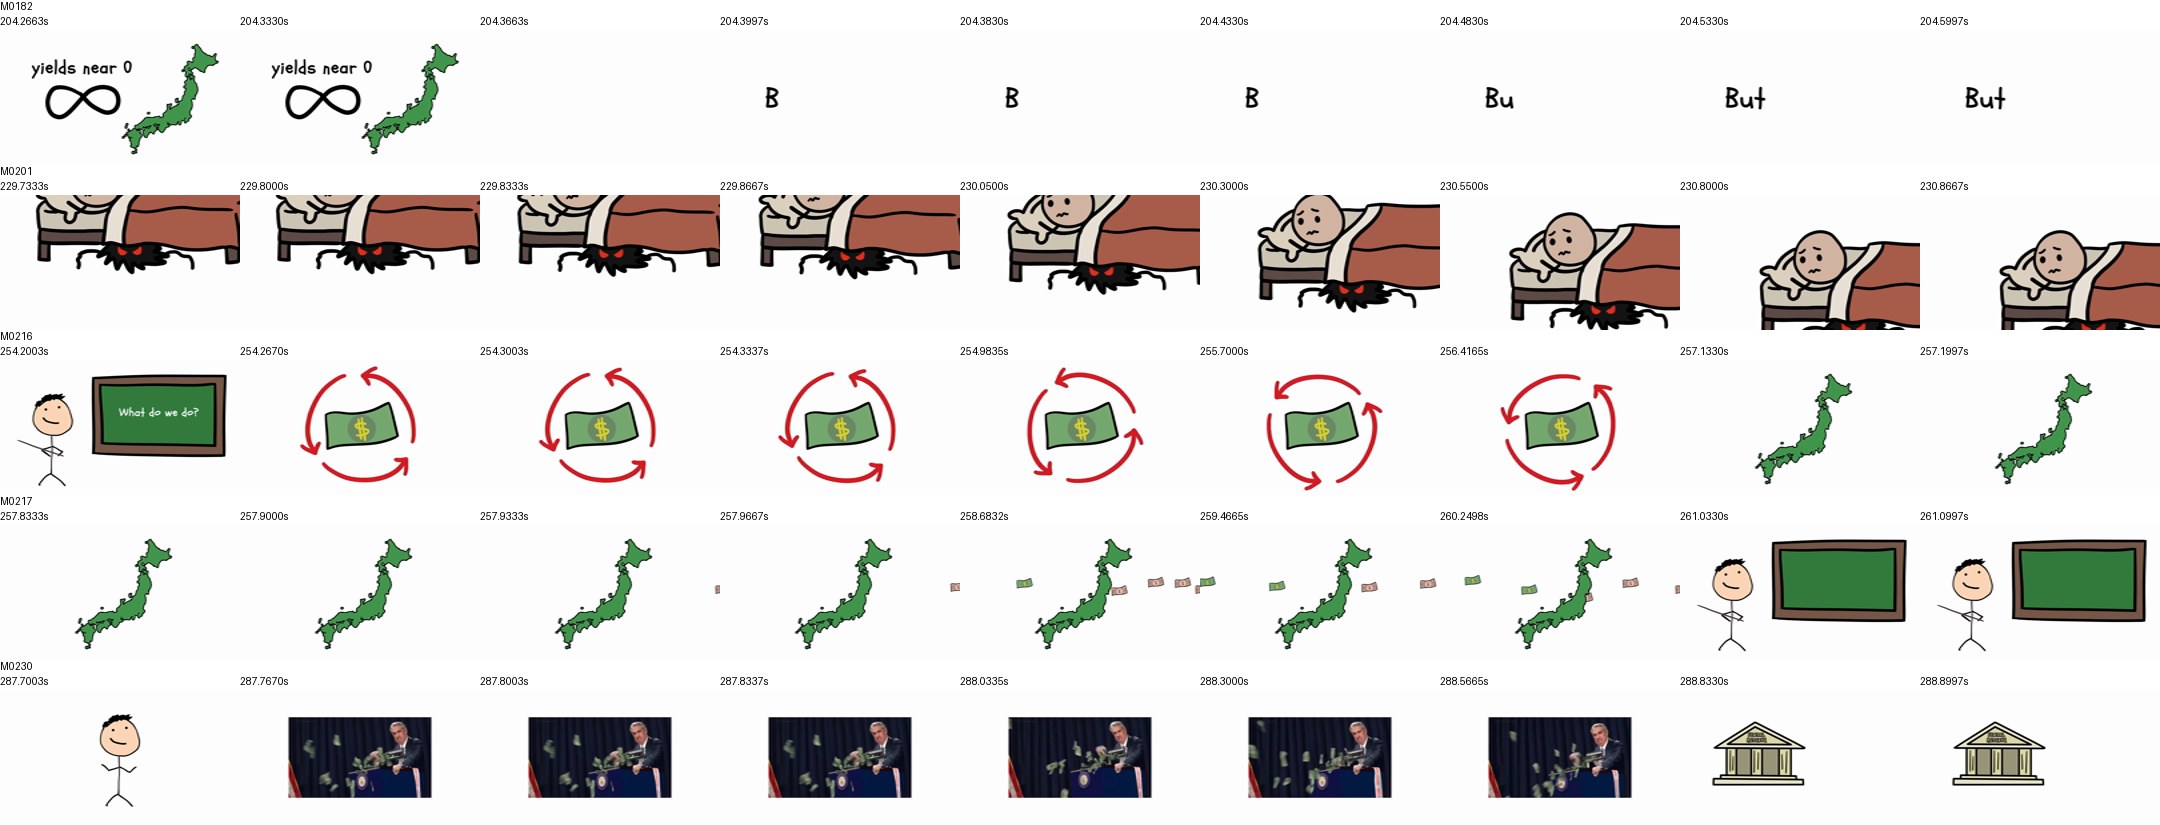 M0182
204.2663s 204.3330s 204.3663s 204.3997s 204.3830s 204.4330s 204.4830s 204.5330s 204.5997s
yields near 0 yields near 0
B B B Bu But But
M0201
229.7333s 229.8000s 229.8333s 229.8667s 230.0500s 230.3000s 230.5500s 230.8000s 230.8667s
M0216
254.2003s 254.2670s 254.3003s 254.3337s 254.9835s 255.7000s 256.4165s 257.1330s 257.1997s
What do we do? $ $ $ $ $ $
M0217
257.8333s 257.9000s 257.9333s 257.9667s 258.6832s 259.4665s 260.2498s 261.0330s 261.0997s
M0230
287.7003s 287.7670s 287.8003s 287.8337s 288.0335s 288.3000s 288.5665s 288.8330s 288.8997s